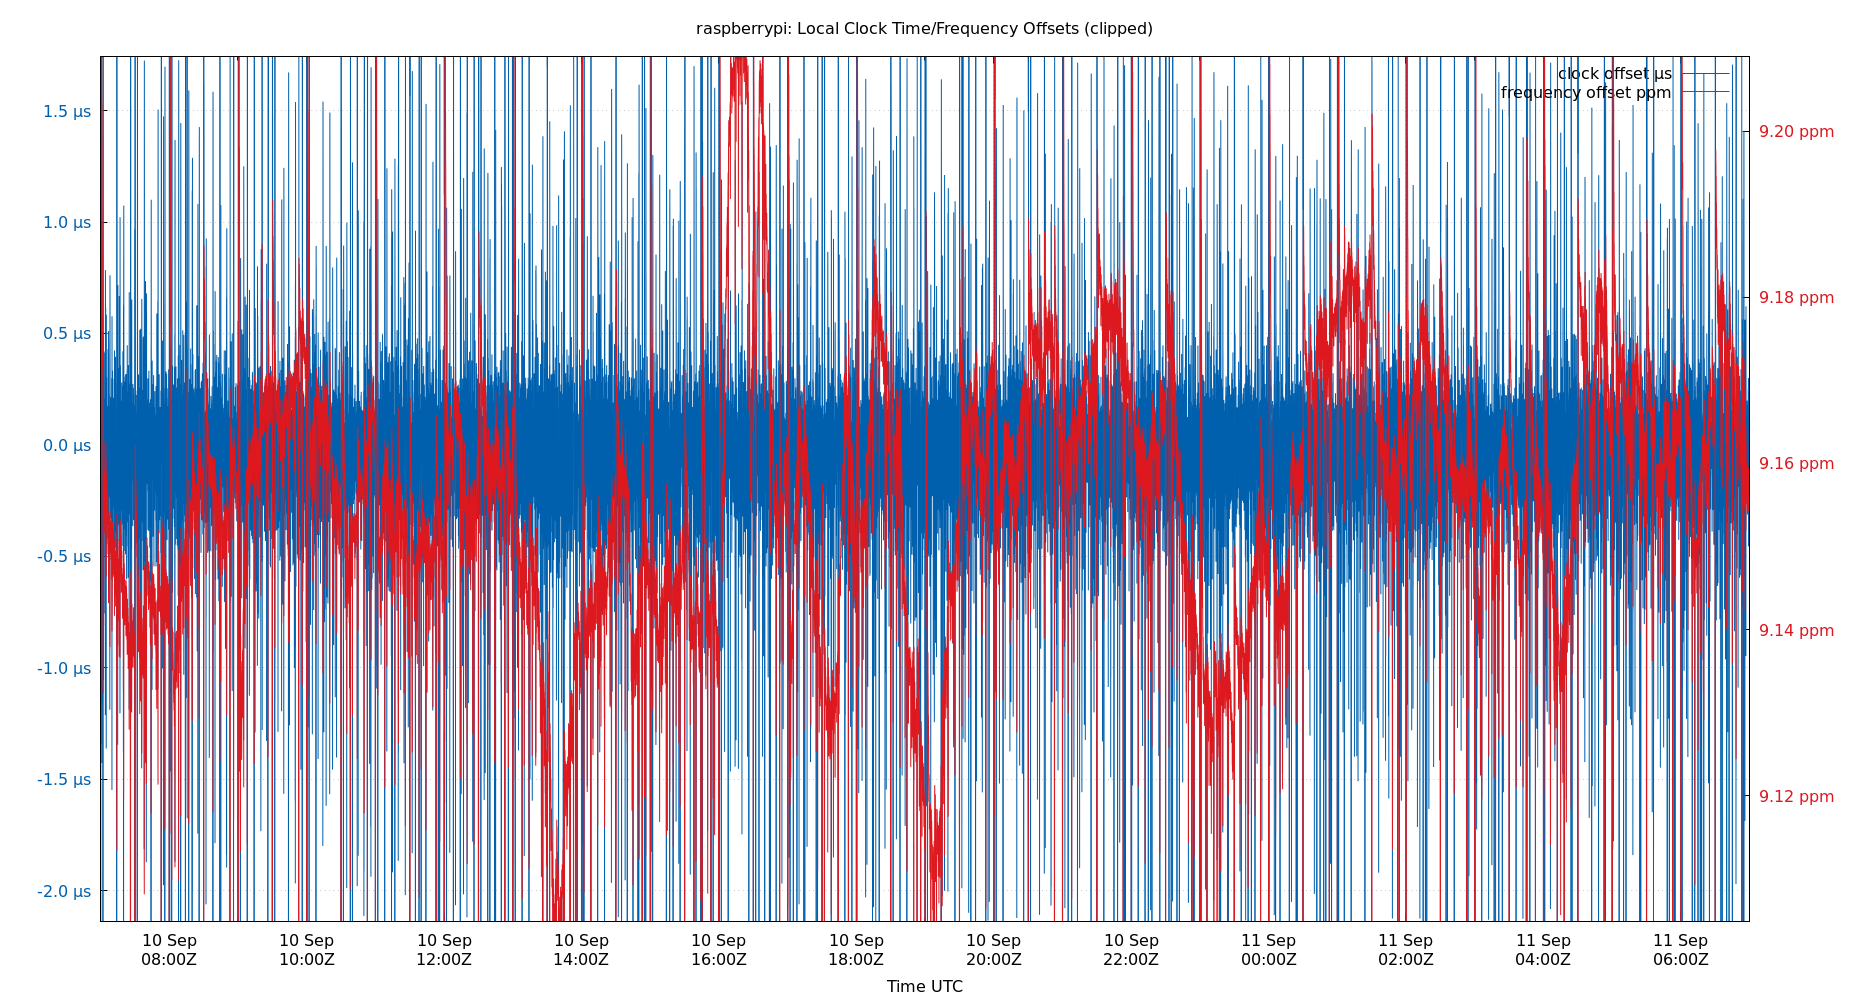 raspberrypi: Local Clock Time/Frequency Offsets (clipped)
clock offset µs
frequency offset ppm
1.5 µs
1.0 µs
0.5 µs
0.0 µs
-0.5 µs
-1.0 µs
-1.5 µs
-2.0 µs
9.20 ppm
9.18 ppm
9.16 ppm
9.14 ppm
9.12 ppm
10 Sep 10 Sep 10 Sep 10 Sep 10 Sep 10 Sep 10 Sep 10 Sep 11 Sep 11 Sep 11 Sep 11 Sep
08:00Z 10:00Z 12:00Z 14:00Z 16:00Z 18:00Z 20:00Z 22:00Z 00:00Z 02:00Z 04:00Z 06:00Z
Time UTC